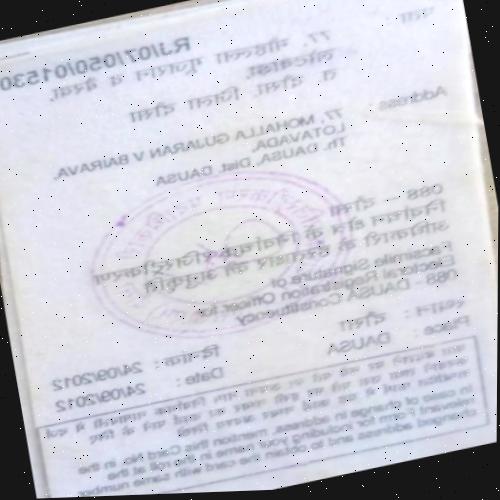 RJ/07/050/01530
पता
77, मोहल्ला गुजरान व बैरवा,
लोटवाडा,
त. दौसा, जिला दौसा
Address
77, MOHALLA GUJARAN V BAIRAVA,
LOTAVADA,
Th. DAUSA, Dist. DAUSA
088 — दौसा
निर्वाचन क्षेत्र के निर्वाचक रजिस्ट्रीकरण
अधिकारी के हस्ताक्षर की अनुकृति
Facsimile Signature of
Electoral Registration Officer for
088 - DAUSA Constituency
स्थान : दौसा
Place : DAUSA
दिनांक : 24/09/2012
Date : 24/09/2012
In case of change in address, mention this Card No. in the
relevant Form for including your name in the roll at the
changed address and to obtain the card with same number